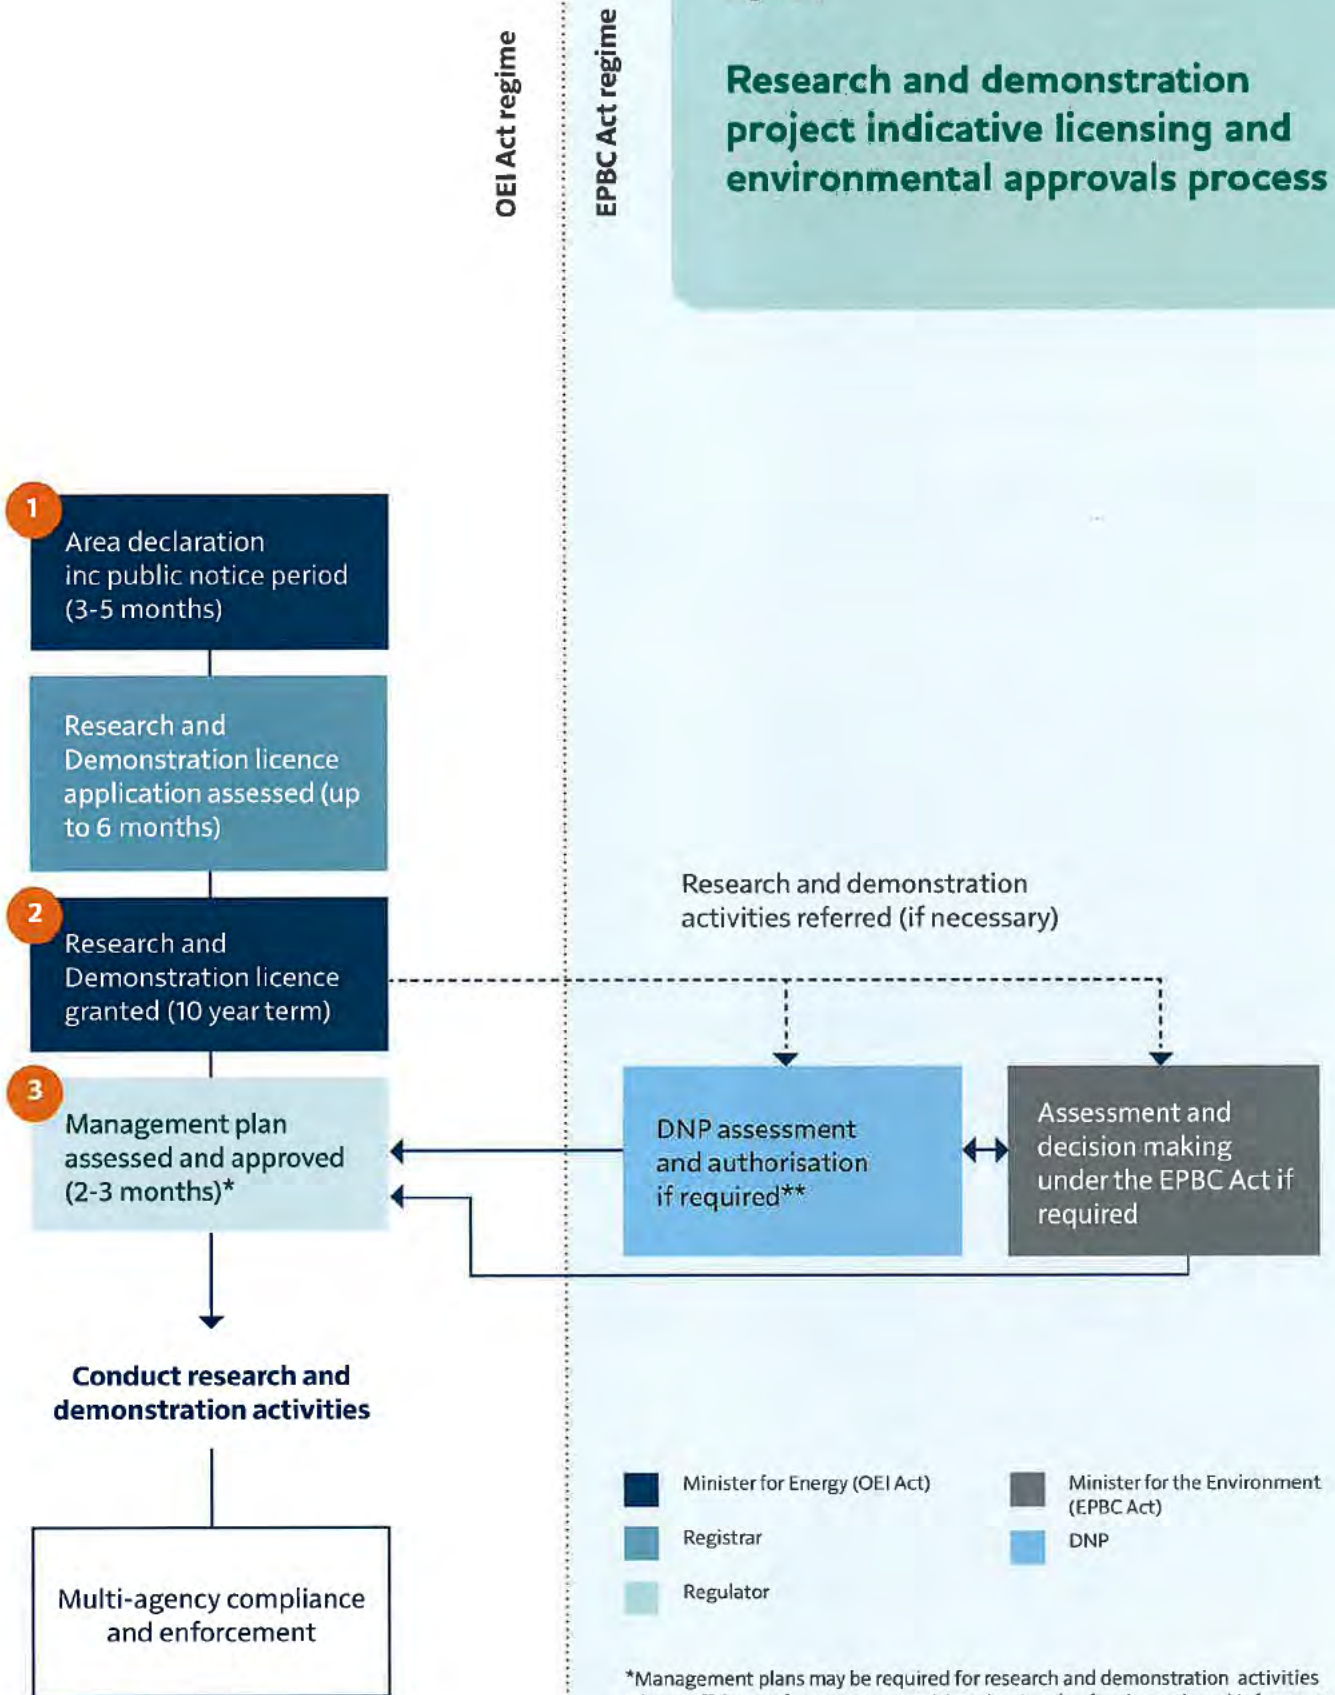 OEI Act regime
EPBC Act regime
Research and demonstration
project indicative licensing and
environmental approvals process
1
Area declaration
inc public notice period
(3-5 months)
Research and
Demonstration licence
application assessed (up
to 6 months)
2
Research and
Demonstration licence
granted (10 year term)
Research and demonstration
activities referred (if necessary)
3
Management plan
assessed and approved
(2-3 months)*
DNP assessment
and authorisation
if required**
Assessment and
decision making
under the EPBC Act if
required
Conduct research and
demonstration activities
Multi-agency compliance
and enforcement
Minister for Energy (OEI Act)
Registrar
Regulator
Minister for the Environment
(EPBC Act)
DNP
*Management plans may be required for research and demonstration activities